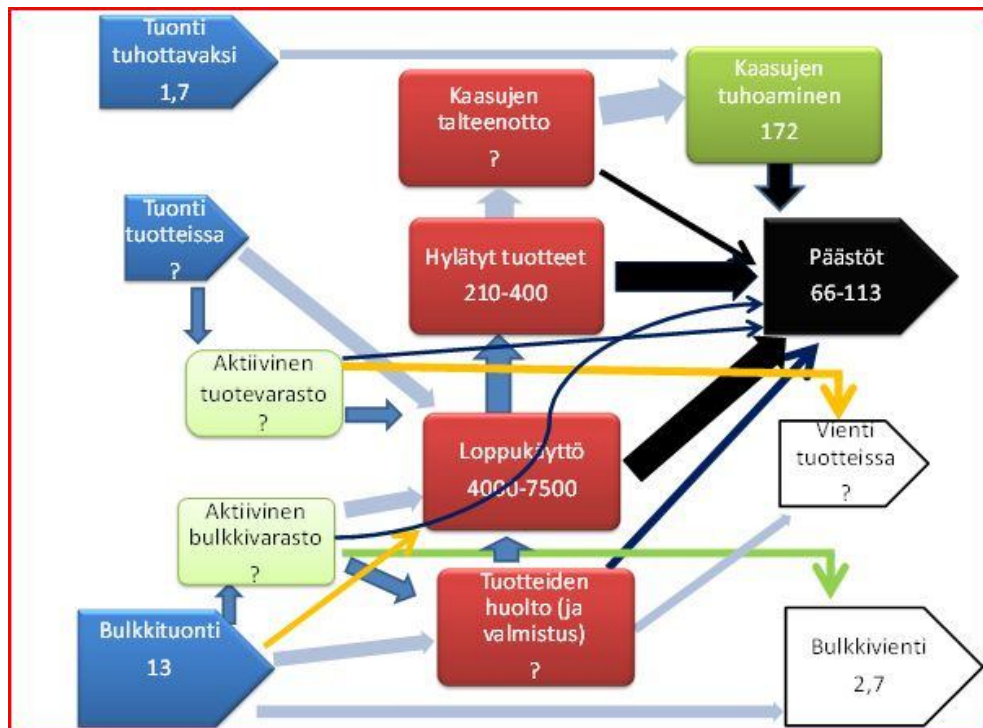 Tuonti
tuhottavaksi
1,7
Kaasujen
talteenotto
?
Kaasujen
tuhoaminen
172
Tuonti
tuotteissa
?
Hylätyt tuotteet
210-400
Päästöt
66-113
Aktiivinen
tuotevarasto
?
Loppukäyttö
4000-7500
Vienti
tuotteissa
?
Aktiivinen
bulkkivarasto
?
Tuotteiden
huolto (ja
valmistus)
?
Bulkkituonti
13
Bulkkivienti
2,7